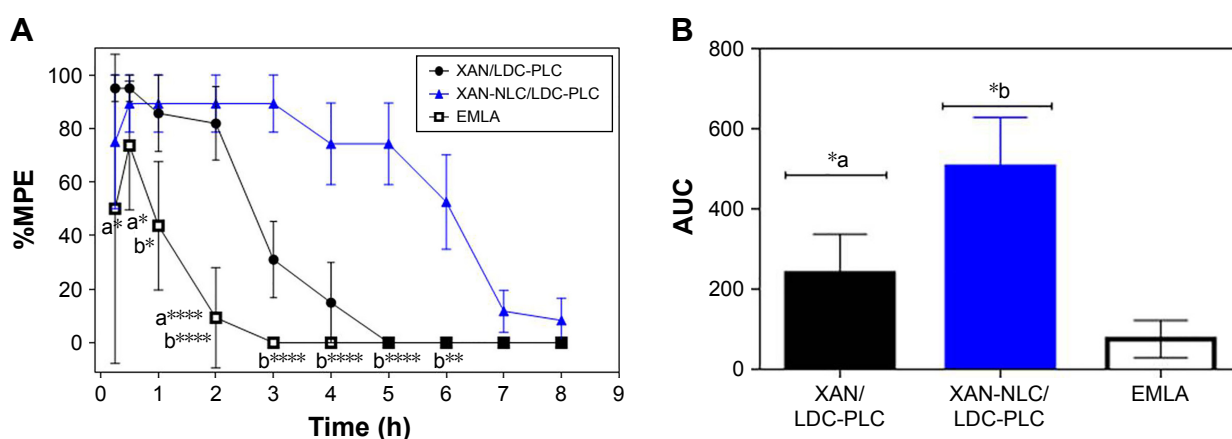 A
%MPE
100
80
60
40
20
0
XAN/LDC-PLC
XAN-NLC/LDC-PLC
EMLA
a*
a*
b*
a****
b****
b****
b****
b****
b**
0 1 2 3 4 5 6 7 8 9
Time (h)
B
AUC
800
600
400
200
0
*a
*b
XAN/
LDC-PLC
XAN-NLC/
LDC-PLC
EMLA